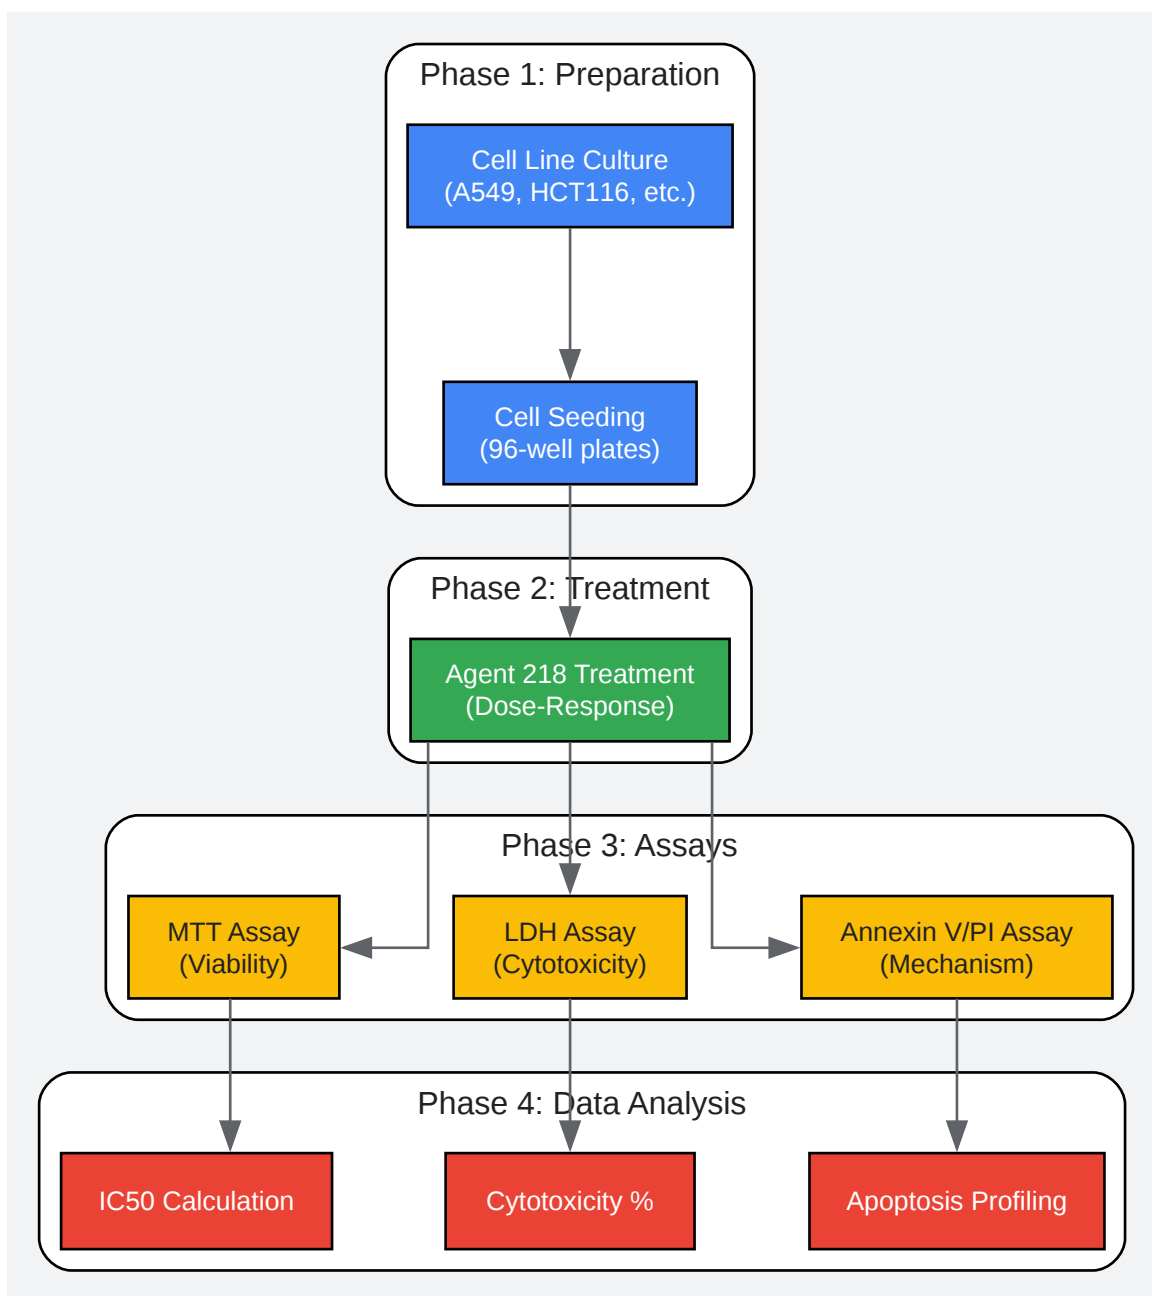 Phase 1: Preparation
Cell Line Culture
(A549, HCT116, etc.)
Cell Seeding
(96-well plates)
Phase 2: Treatment
Agent 218 Treatment
(Dose-Response)
Phase 3: Assays
MTT Assay
(Viability)
LDH Assay
(Cytotoxicity)
Annexin V/PI Assay
(Mechanism)
Phase 4: Data Analysis
IC50 Calculation
Cytotoxicity %
Apoptosis Profiling